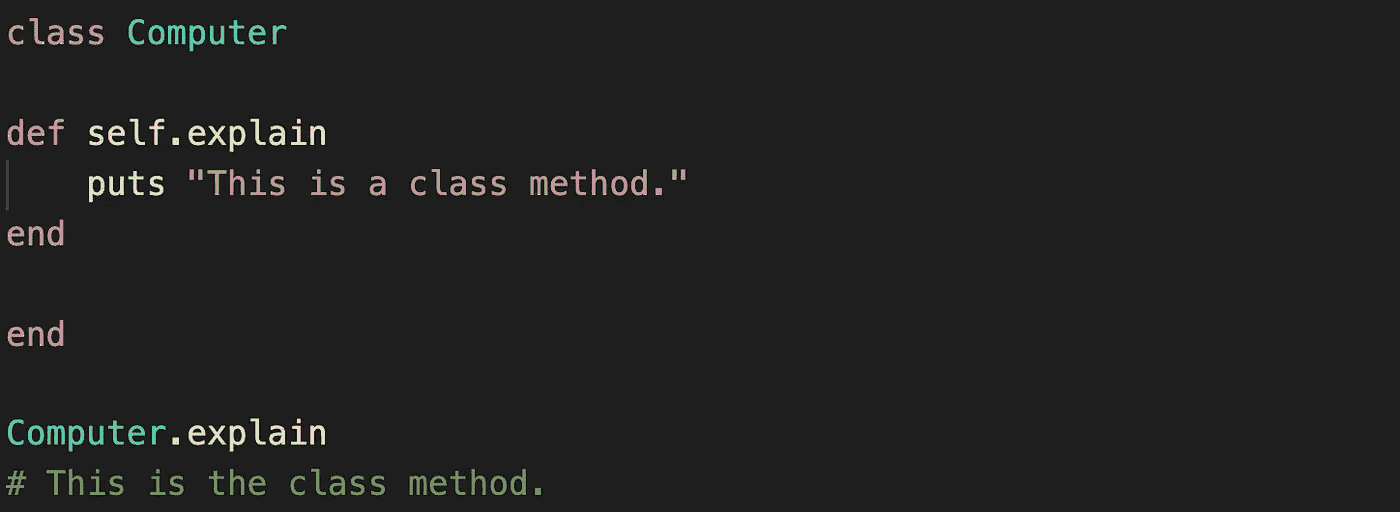 class Computer
def self.explain
puts "This is a class method."
end
end
Computer.explain
# This is the class method.